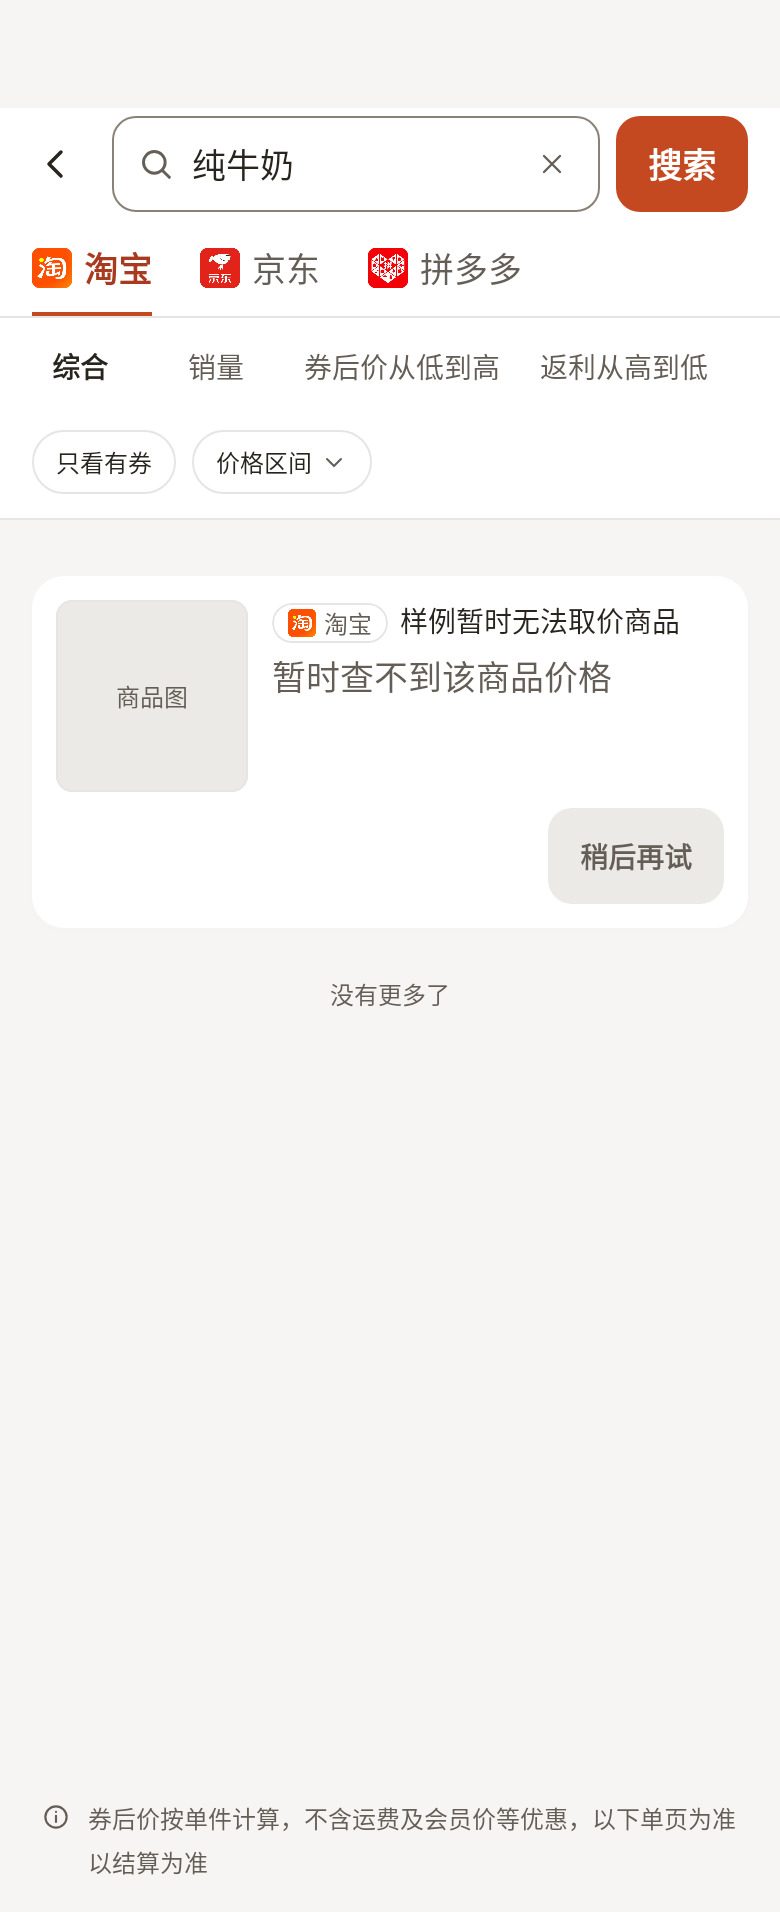 纯牛奶
搜索
淘 淘宝 京东 京东 拼多多
综合 销量 券后价从低到高 返利从高到低
只看有券 价格区间
商品图
淘 淘宝 样例暂时无法取价商品
暂时查不到该商品价格
稍后再试
没有更多了
券后价按单件计算，不含运费及会员价等优惠，以下单页为准
以结算为准